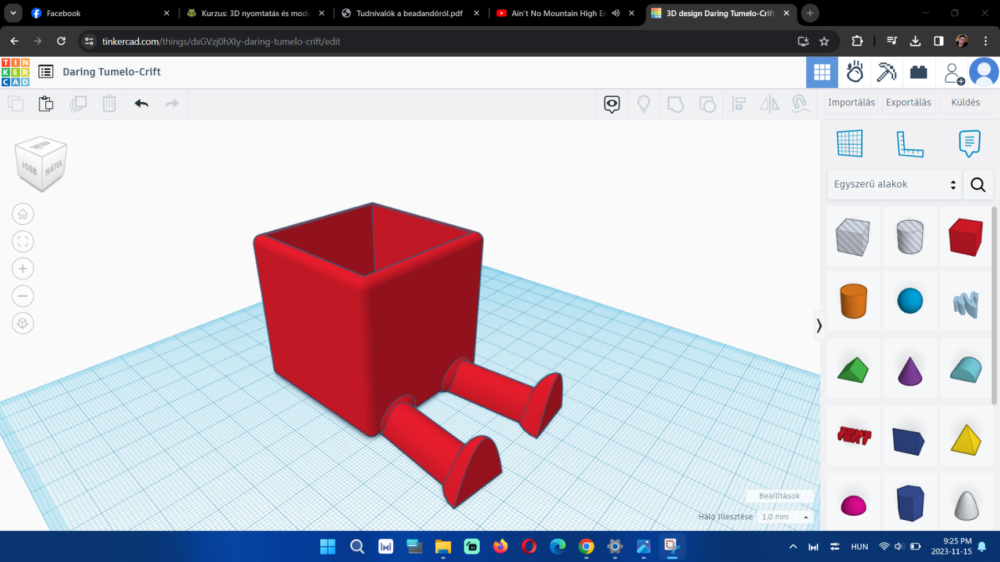 Facebook
Kurzus: 3D nyomtatás és mode
Tudnivalók a beadandóról.pdf
Ain't No Mountain High En
3D design Daring Tumelo-Crift
tinkercad.com/things/dxGVzj0hXIy-daring-tumelo-crift/edit
TIN
KER
CAD
Daring Tumelo-Crift
Importálás
Exportálás
Küldés
JOBB
HÁTUL
Egyszerű alakok
TEXT
Beállítások
Háló Illesztése 1,0 mm
HUN
9:25 PM
2023-11-15